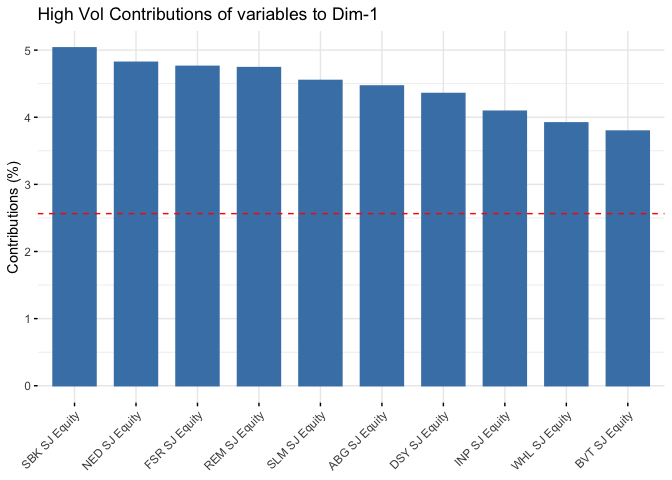 High Vol Contributions of variables to Dim-1
Contributions (%)
5
4
3
2
1
0
SBK SJ Equity
NED SJ Equity
FSR SJ Equity
REM SJ Equity
SLM SJ Equity
ABG SJ Equity
DSY SJ Equity
INP SJ Equity
WHL SJ Equity
BVT SJ Equity